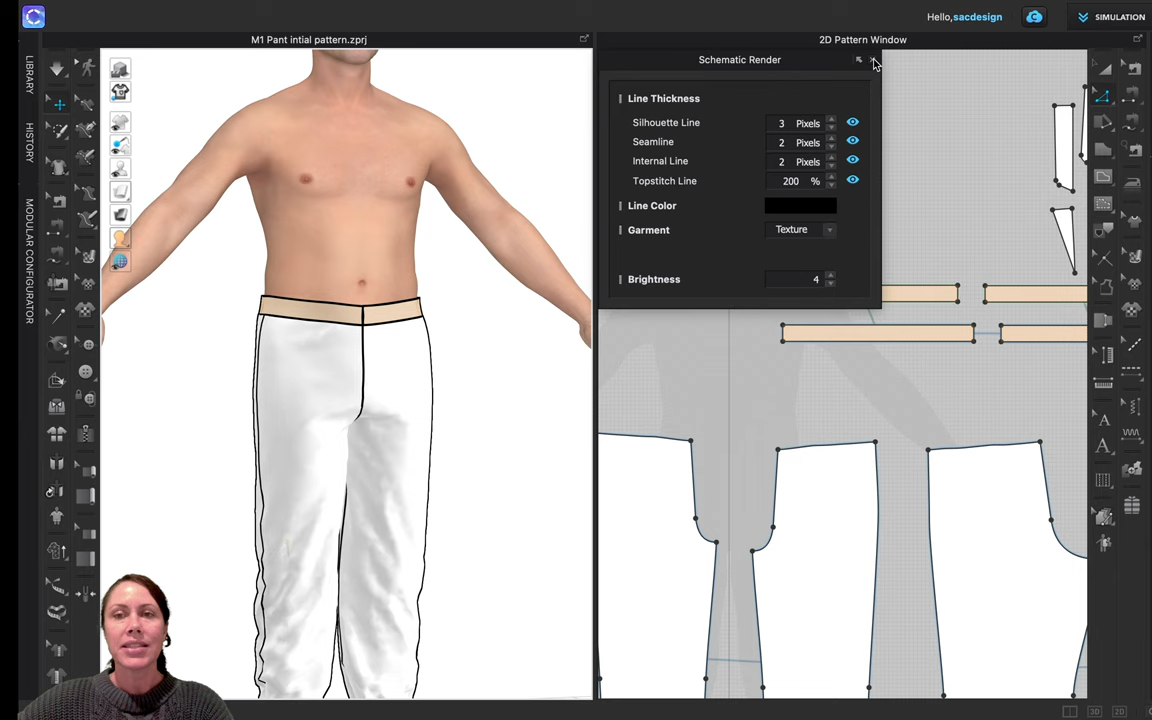 Hello,sacdesign
SIMULATION
M1 Pant intial pattern.zprj
2D Pattern Window
LIBRARY
HISTORY
MODULAR CONFIGURATOR
Schematic Render
Line Thickness
Silhouette Line 3 Pixels
Seamline 2 Pixels
Internal Line 2 Pixels
Topstitch Line 200 %
Line Color
Garment Texture
Brightness 4
3D
2D